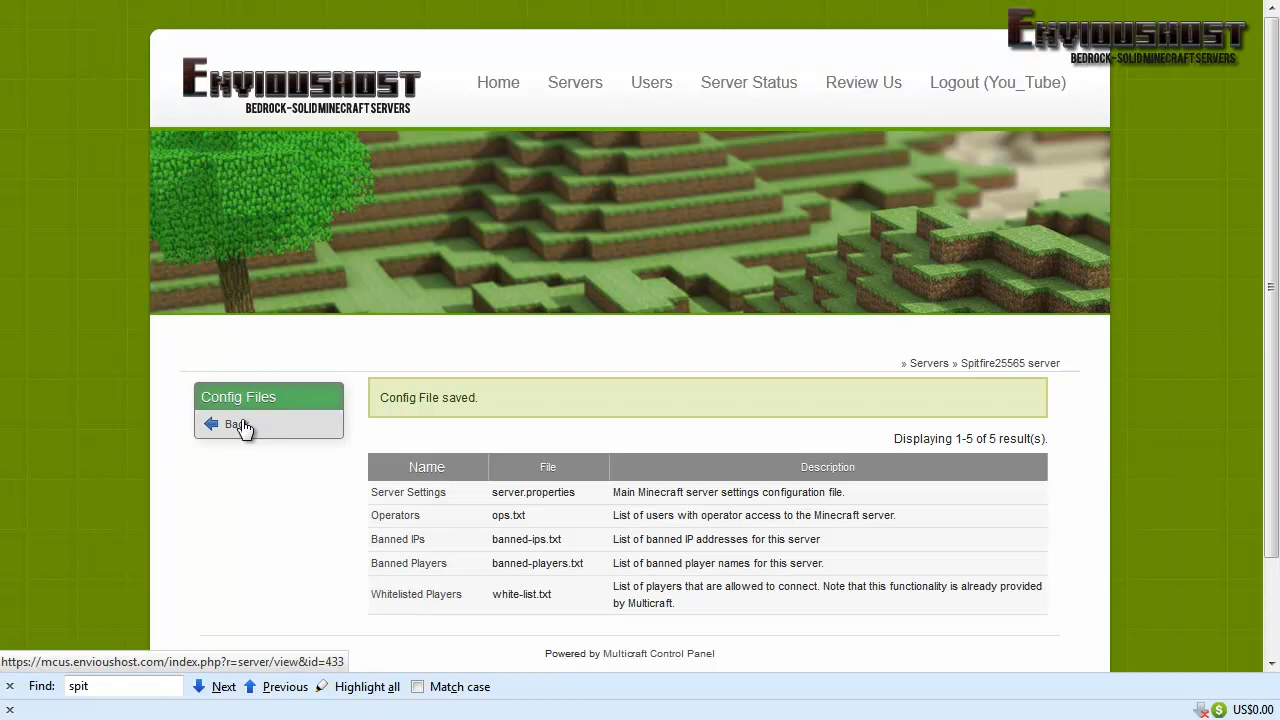 ENVIOUSHOST
BEDROCK-SOLID MINECRAFT SERVERS
ENVIOUSHOST
BEDROCK-SOLID MINECRAFT SERVERS
Home Servers Users Server Status Review Us Logout (You_Tube)
» Servers » Spitfire25565 server
Config Files
Back
Config File saved.
Displaying 1-5 of 5 result(s).
Name File Description
Server Settings server.properties Main Minecraft server settings configuration file.
Operators ops.txt List of users with operator access to the Minecraft server.
Banned IPs banned-ips.txt List of banned IP addresses for this server
Banned Players banned-players.txt List of banned player names for this server.
Whitelisted Players white-list.txt List of players that are allowed to connect. Note that this functionality is already provided
by Multicraft.
Powered by Multicraft Control Panel
https://mcus.envioushost.com/index.php?r=server/view&id=433
Find: spit Next Previous Highlight all Match case
US$0.00